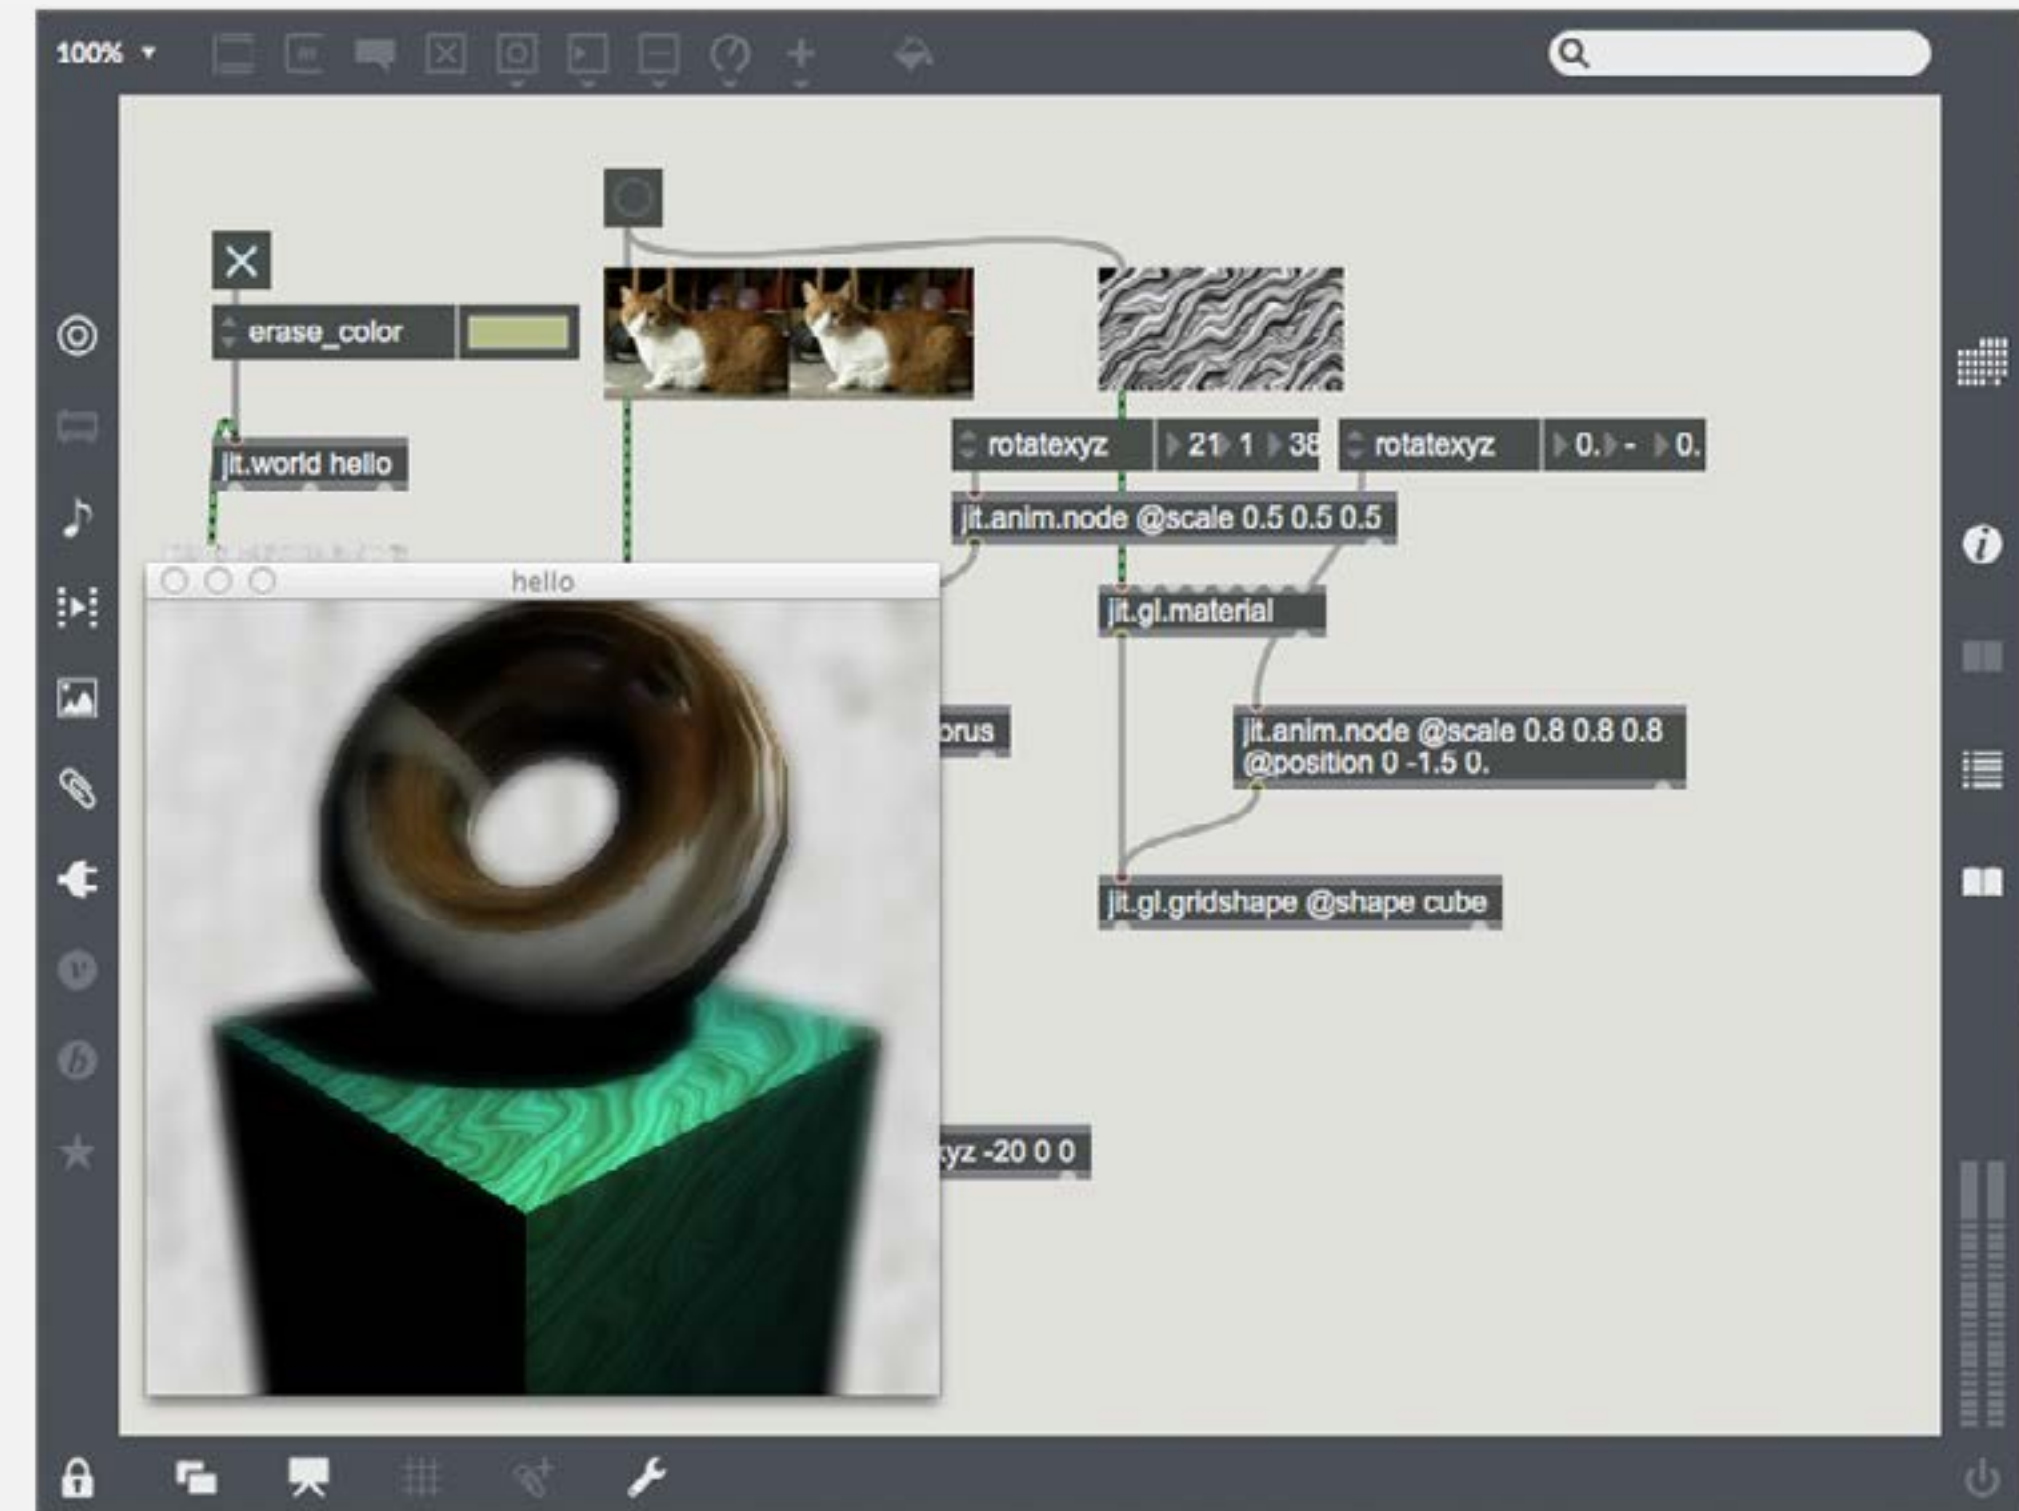 100%
erase_color
jit.world hello
rotatexyz 21 1 38
rotatexyz 0. - 0.
jit.anim.node @scale 0.5 0.5 0.5
hello
jit.gl.material
orus
jit.anim.node @scale 0.8 0.8 0.8
@position 0 -1.5 0.
jit.gl.gridshape @shape cube
xyz -20 0 0